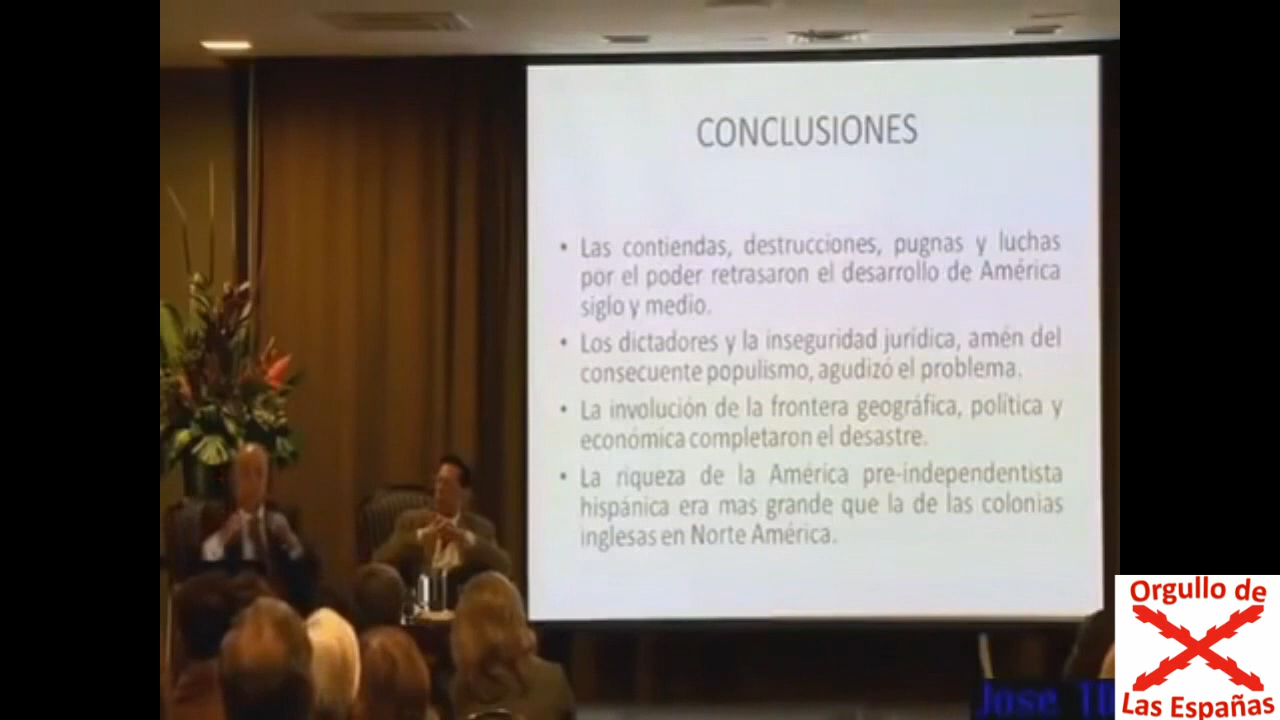 CONCLUSIONES
• Las contiendas, destrucciones, pugnas y luchas
por el poder retrasaron el desarrollo de América
siglo y medio.
• Los dictadores y la inseguridad jurídica, amén del
consecuente populismo, agudizó el problema.
• La involución de la frontera geográfica, política y
económica completaron el desastre.
• La riqueza de la América pre-independentista
hispánica era mas grande que la de las colonias
inglesas en Norte América.
Orgullo de
Las Españas
Jose